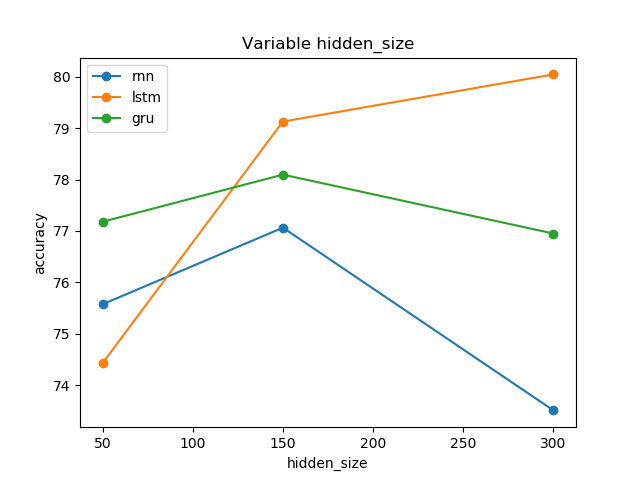 Variable hidden_size
rnn
lstm
gru
accuracy
80
79
78
77
76
75
74
50 100 150 200 250 300
hidden_size